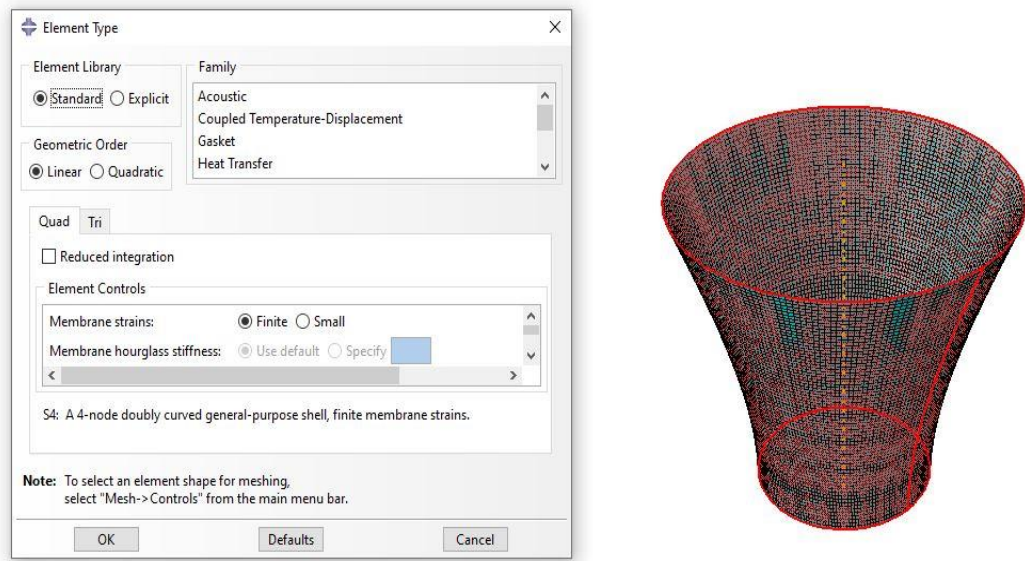 Element Type
Element Library
Standard Explicit
Family
Acoustic
Coupled Temperature-Displacement
Gasket
Heat Transfer
Geometric Order
Linear Quadratic
Quad Tri
Reduced integration
Element Controls
Membrane strains: Finite Small
Membrane hourglass stiffness: Use default Specify
S4: A 4-node doubly curved general-purpose shell, finite membrane strains.
Note: To select an element shape for meshing,
select "Mesh->Controls" from the main menu bar.
OK Defaults Cancel